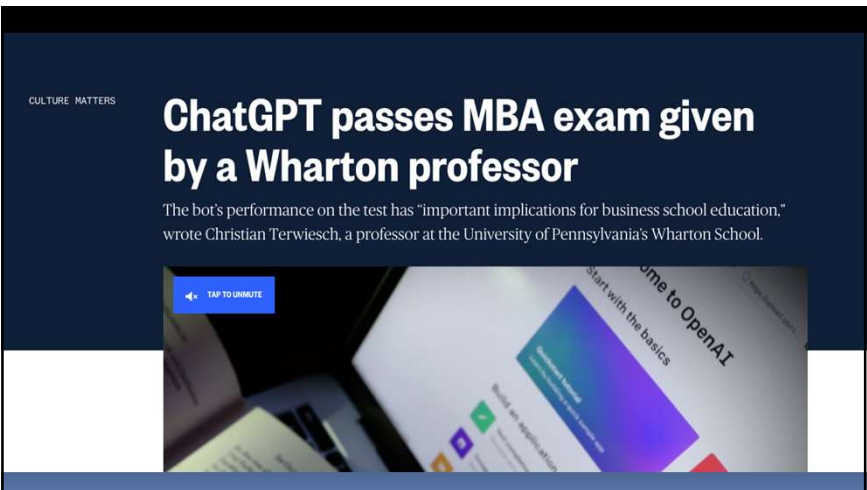 CULTURE MATTERS
ChatGPT passes MBA exam given
by a Wharton professor
The bot's performance on the test has “important implications for business school education,”
wrote Christian Terwiesch, a professor at the University of Pennsylvania's Wharton School.
TAP TO UNMUTE
ome to OpenAI
Start with the basics
Quickstart tutorial
Build an application